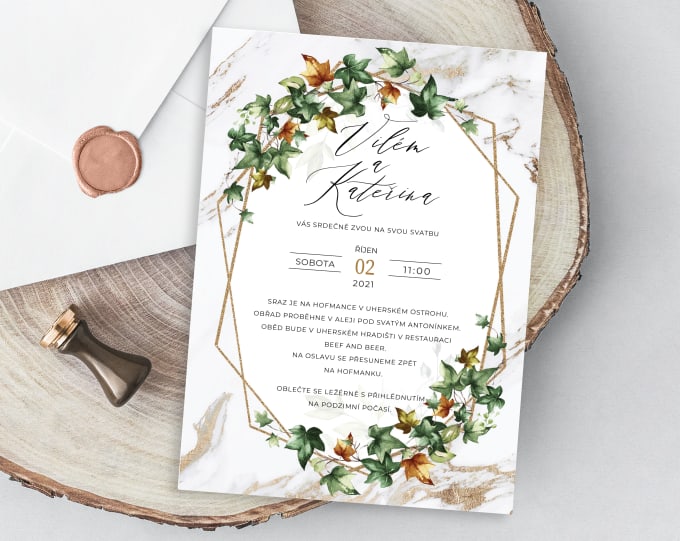 Vilém
a
Kateřina
VÁS SRDEČNĚ ZVOU NA SVOU SVATBU
ŘÍJEN
SOBOTA 02 11:00
2021
SRAZ JE NA HOFMANCE V UHERSKÉM OSTROHU.
OBŘAD PROBĚHNE V ALEJI POD SVATÝM ANTONÍNKEM.
OBĚD BUDE V UHERSKÉM HRADIŠTI V RESTAURACI
BEEF AND BEER.
NA OSLAVU SE PŘESUNEME ZPĚT
NA HOFMANKU.
OBLEČTE SE LEŽÉRNE S PŘIHLÉDNUTÍM
NA PODZIMNÍ POČASÍ.